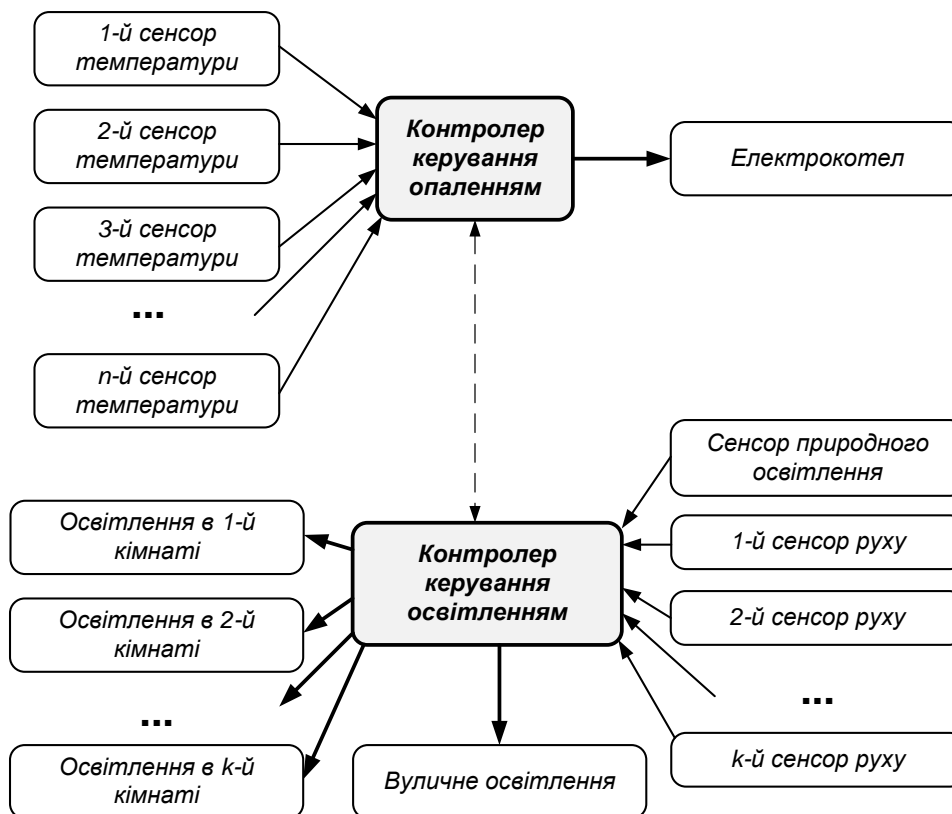 1-й сенсор
температури
2-й сенсор
температури
3-й сенсор
температури
...
n-й сенсор
температури
Контролер
керування
опаленням
Електрокотел
Сенсор природного
освітлення
1-й сенсор руху
2-й сенсор руху
...
k-й сенсор руху
Контролер
керування
освітленням
Освітлення в 1-й
кімнаті
Освітлення в 2-й
кімнаті
...
Освітлення в k-й
кімнаті
Вуличне освітлення